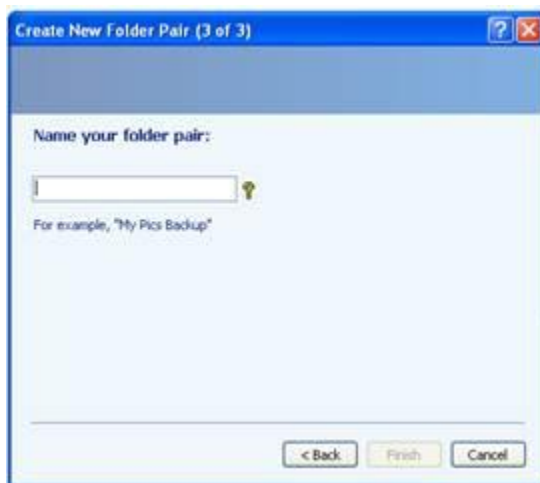 Create New Folder Pair (3 of 3)
Name your folder pair:
For example, "My Pics Backup"
< Back Finish Cancel